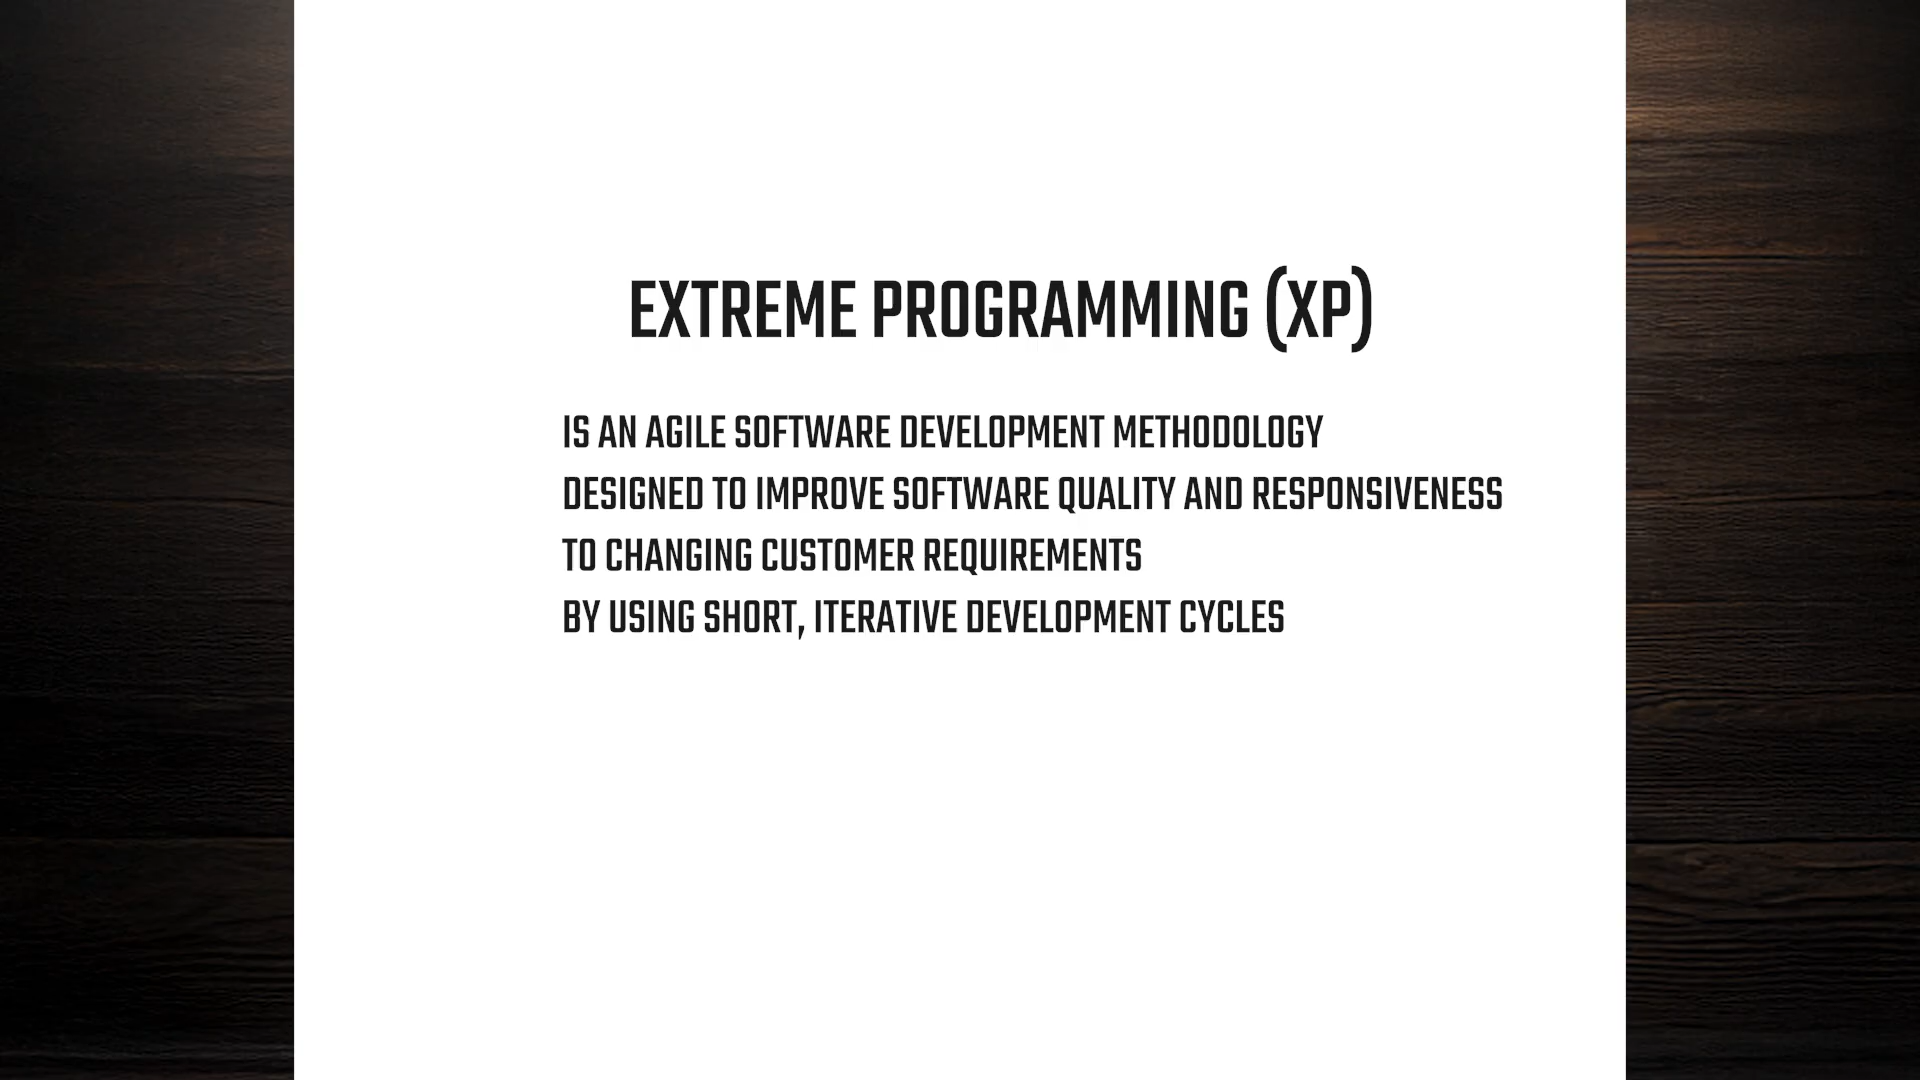 EXTREME PROGRAMMING (XP)
IS AN AGILE SOFTWARE DEVELOPMENT METHODOLOGY
DESIGNED TO IMPROVE SOFTWARE QUALITY AND RESPONSIVENESS
TO CHANGING CUSTOMER REQUIREMENTS
BY USING SHORT, ITERATIVE DEVELOPMENT CYCLES